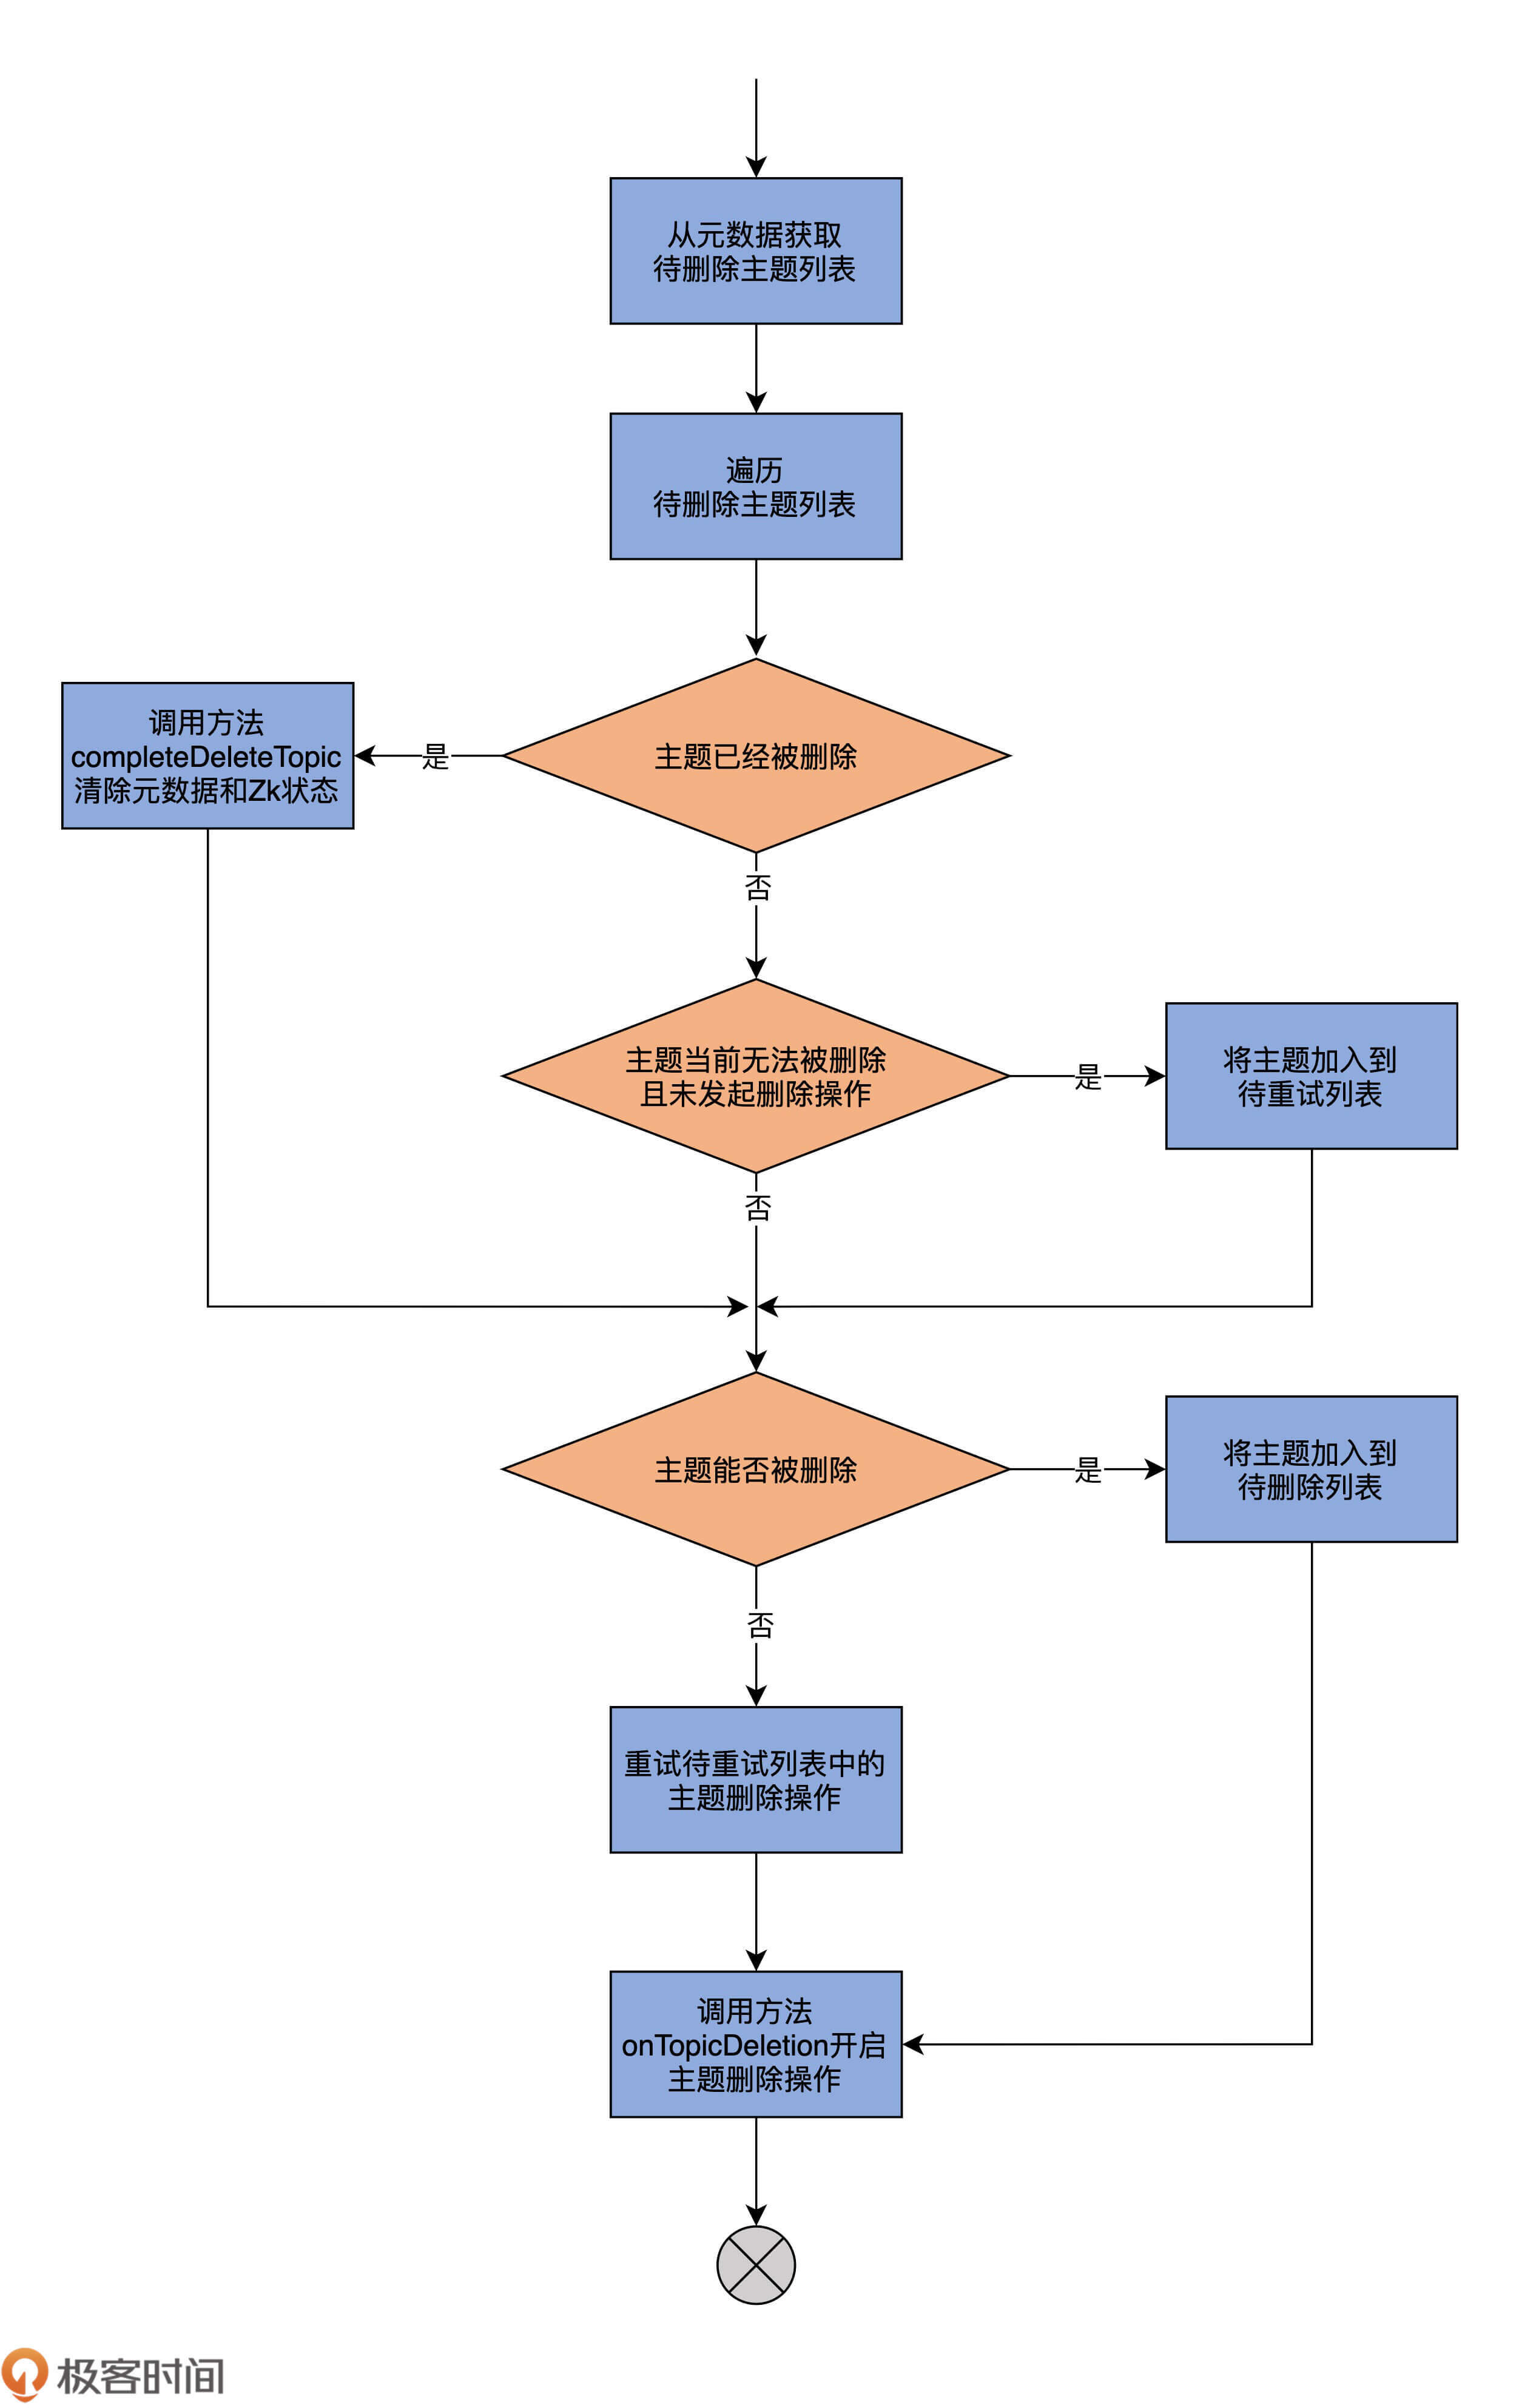 从元数据获取
待删除主题列表
遍历
待删除主题列表
主题已经被删除
是
调用方法
completeDeleteTopic
清除元数据和Zk状态
否
主题当前无法被删除
且未发起删除操作
是
将主题加入到
待重试列表
否
主题能否被删除
是
将主题加入到
待删除列表
否
重试待重试列表中的
主题删除操作
调用方法
onTopicDeletion开启
主题删除操作
极客时间